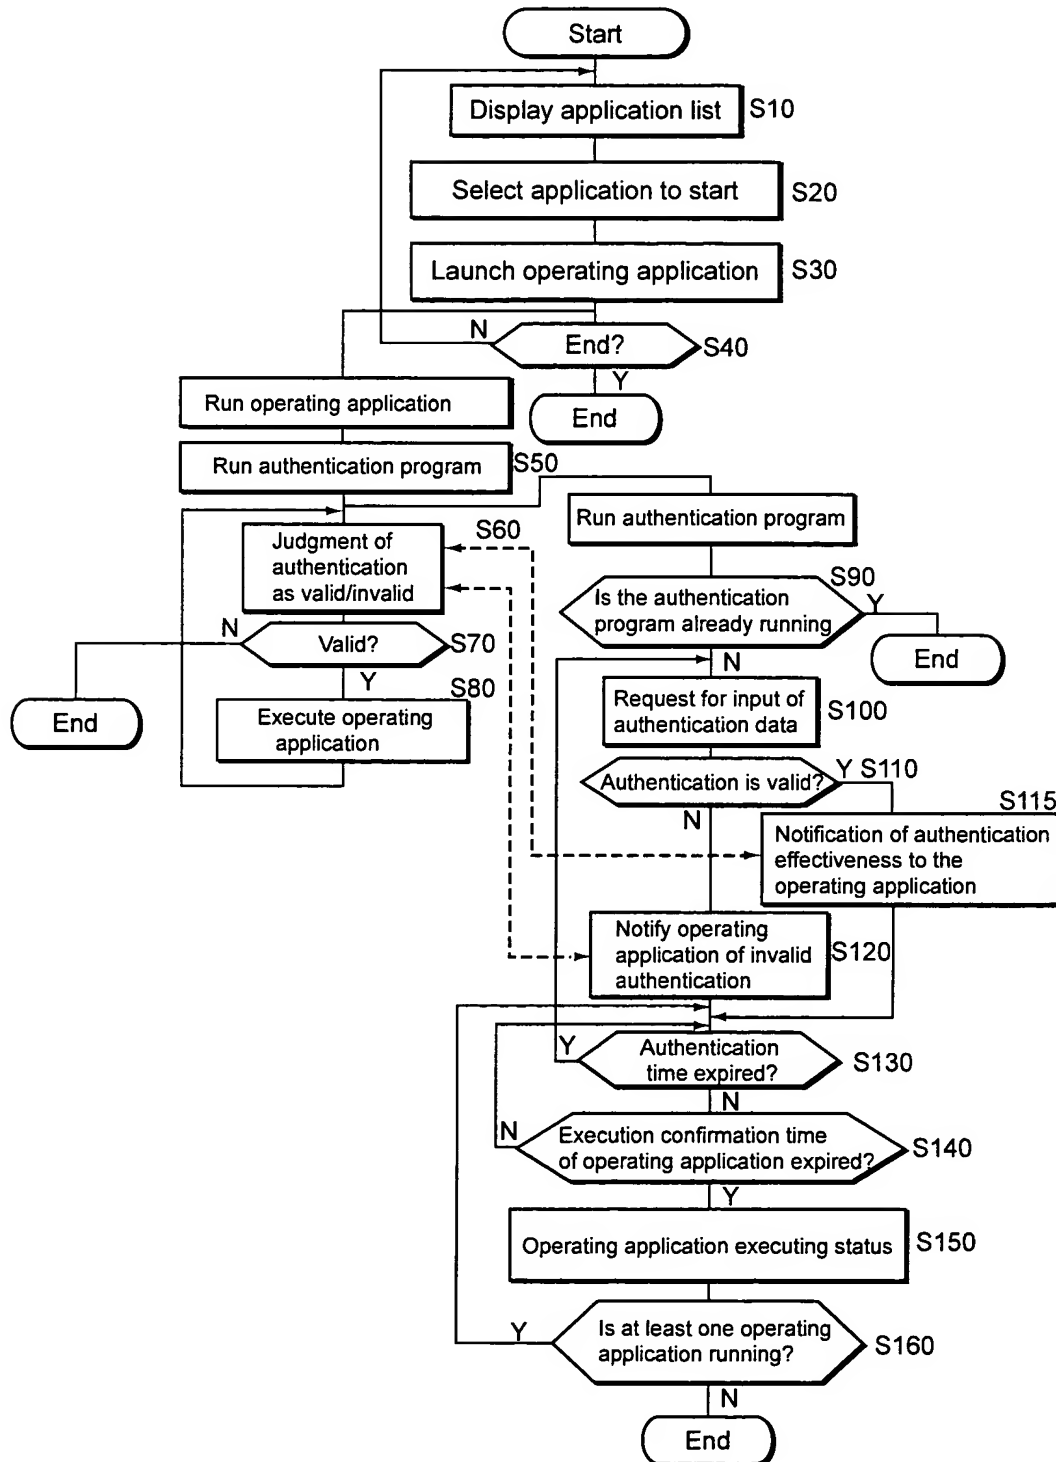 Start
Display application list
S10
Select application to start
S20
Launch operating application
S30
N
End?
S40
Y
End
Run operating application
Run authentication program
S50
Run authentication program
S60
Judgment of
authentication
as valid/invalid
S90
Is the authentication
program already running
Y
End
N
N
Valid?
S70
Y
End
S80
Execute operating
application
Request for input of
authentication data
S100
Authentication is valid?
Y S110
N
S115
Notification of authentication
effectiveness to the
operating application
Notify operating
application of invalid
authentication
S120
Y
Authentication
time expired?
S130
N
N
Execution confirmation time
of operating application expired?
S140
Y
Operating application executing status
S150
Y
Is at least one operating
application running?
S160
N
End